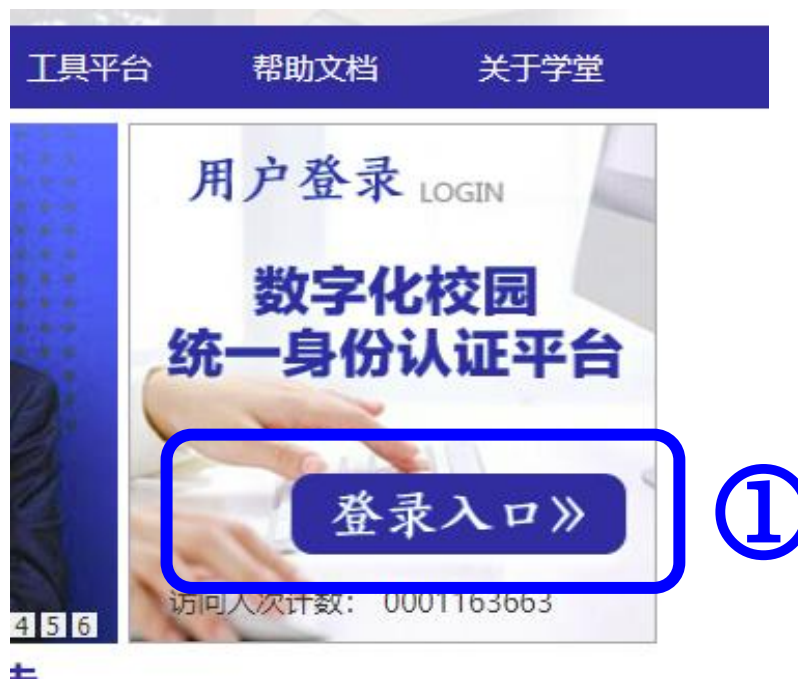 工具平台 帮助文档 关于学堂
用户登录 LOGIN
数字化校园
统一身份认证平台
登录入口》
①
访问人次计数： 0001163663
4 5 6